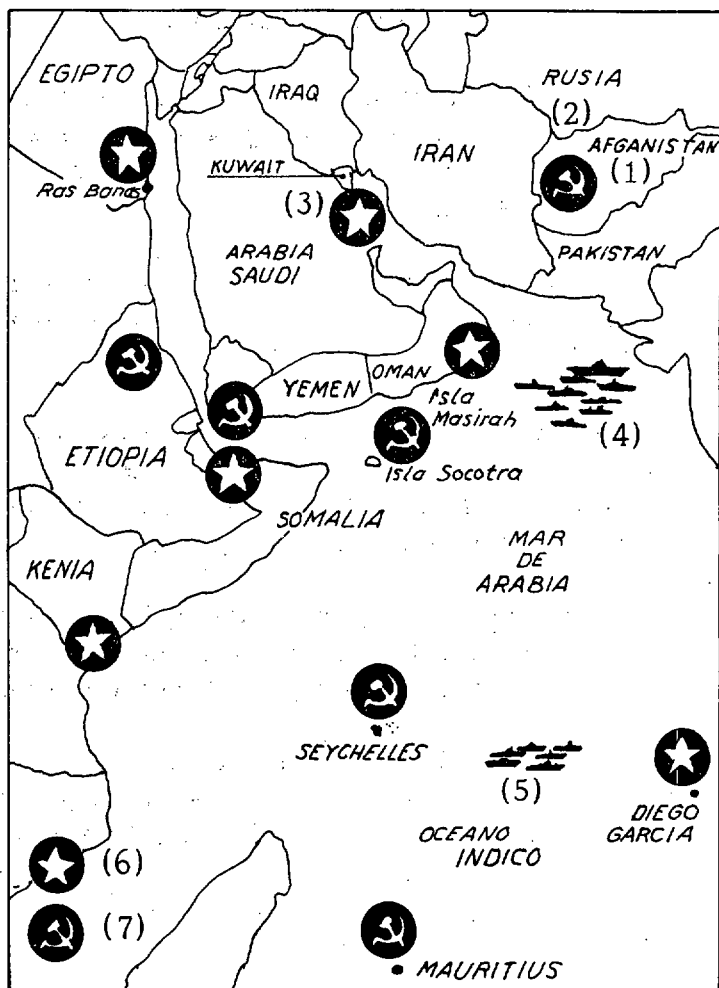 EGIPTO
IRAQ
RUSIA
(2)
IRAN
AFGANISTAN
(1)
KUWAIT
Ras Banas
(3)
ARABIA
SAUDI
PAKISTAN
YEMEN
OMAN
Isla
Masirah
(4)
ETIOPIA
Isla Socotra
SOMALIA
MAR
DE
ARABIA
KENIA
SEYCHELLES
(5)
DIEGO
GARCIA
OCEANO
INDICO
(6)
(7)
MAURITIUS